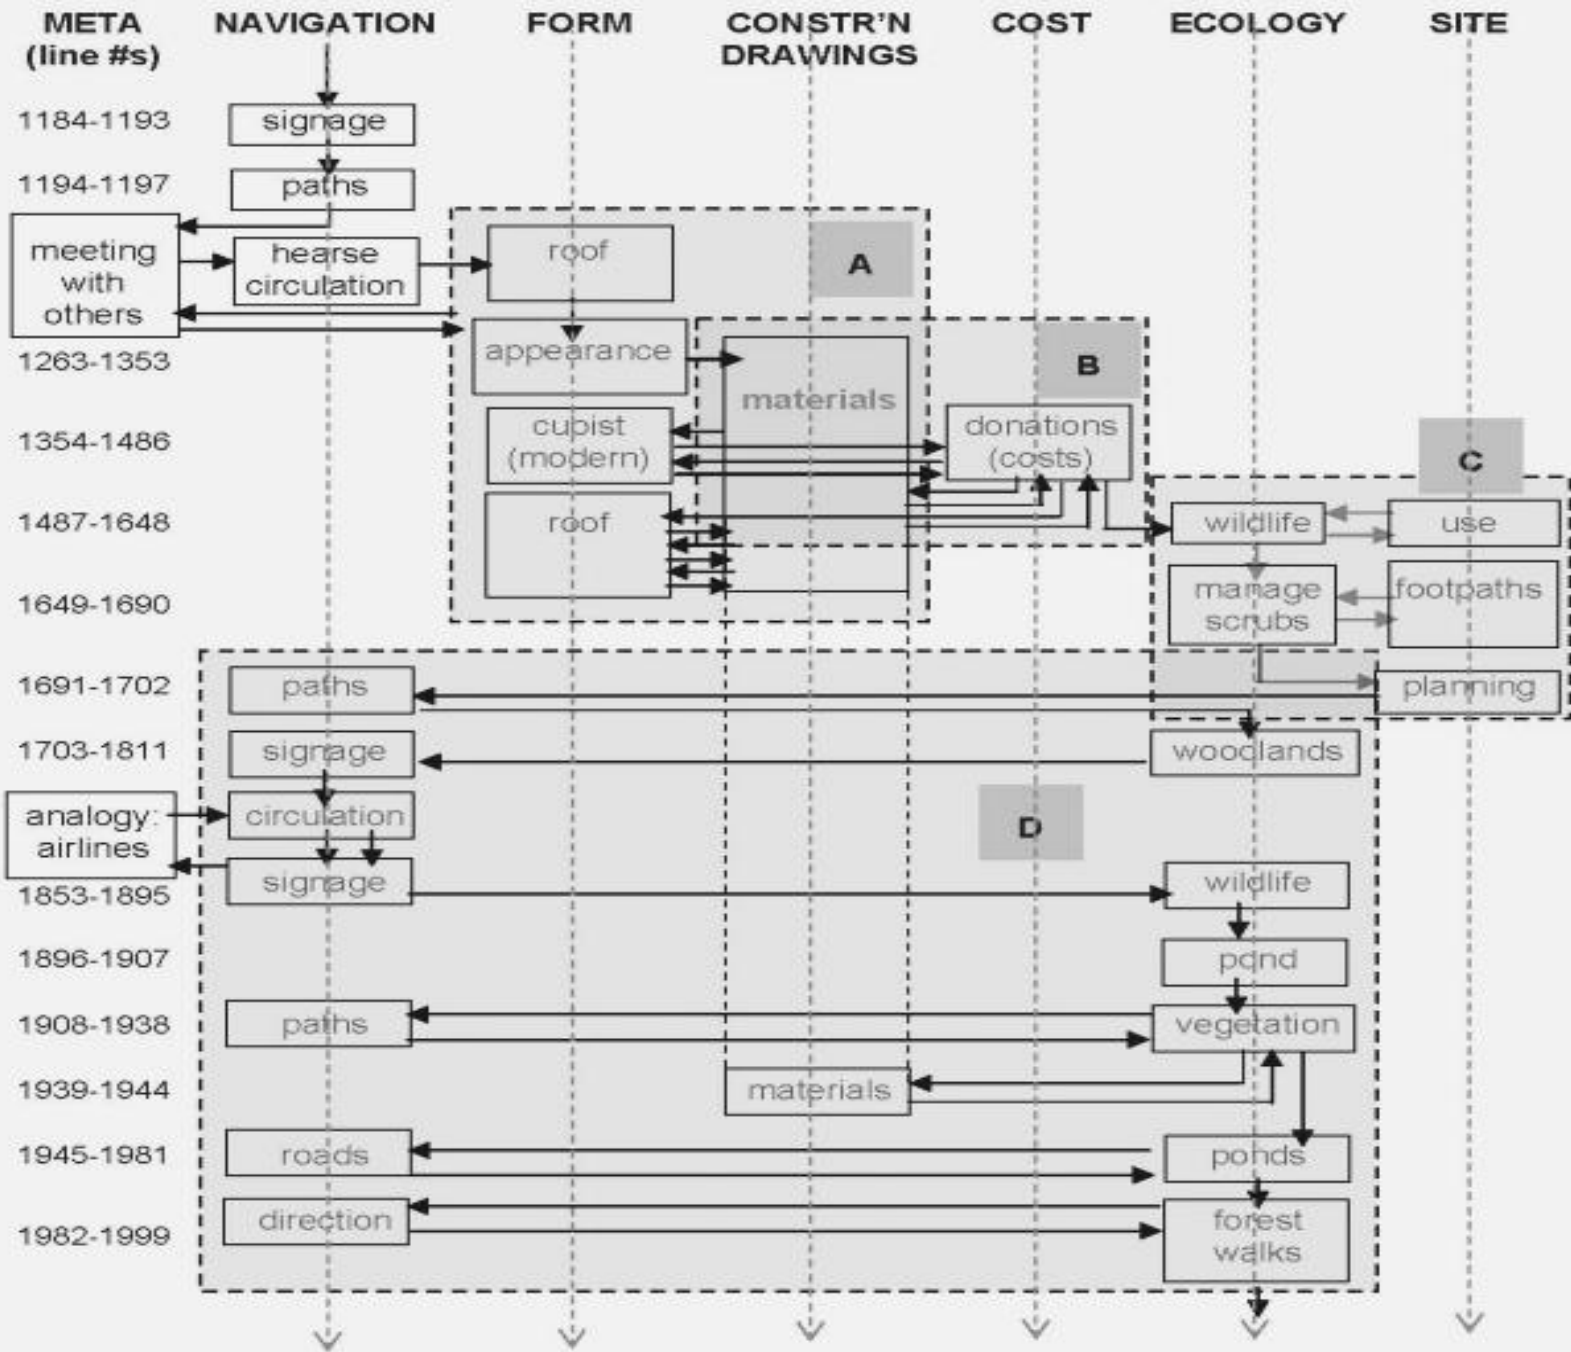 META NAVIGATION FORM CONSTR'N COST ECOLOGY SITE
(line #s) DRAWINGS
1184-1193 signage
1194-1197 paths
meeting
with
others
hearse
circulation
roof
A
1263-1353 appearance
B
materials
1354-1486
cubist
(modern)
donations
(costs)
C
1487-1648 roof wildlife use
1649-1690
manage
scrubs
footpaths
1691-1702 paths planning
1703-1811 signage woodlands
analogy:
airlines
circulation
D
1853-1895 signage wildlife
1896-1907 pond
1908-1938 paths vegetation
1939-1944 materials
1945-1981 roads ponds
1982-1999 direction
forest
walks